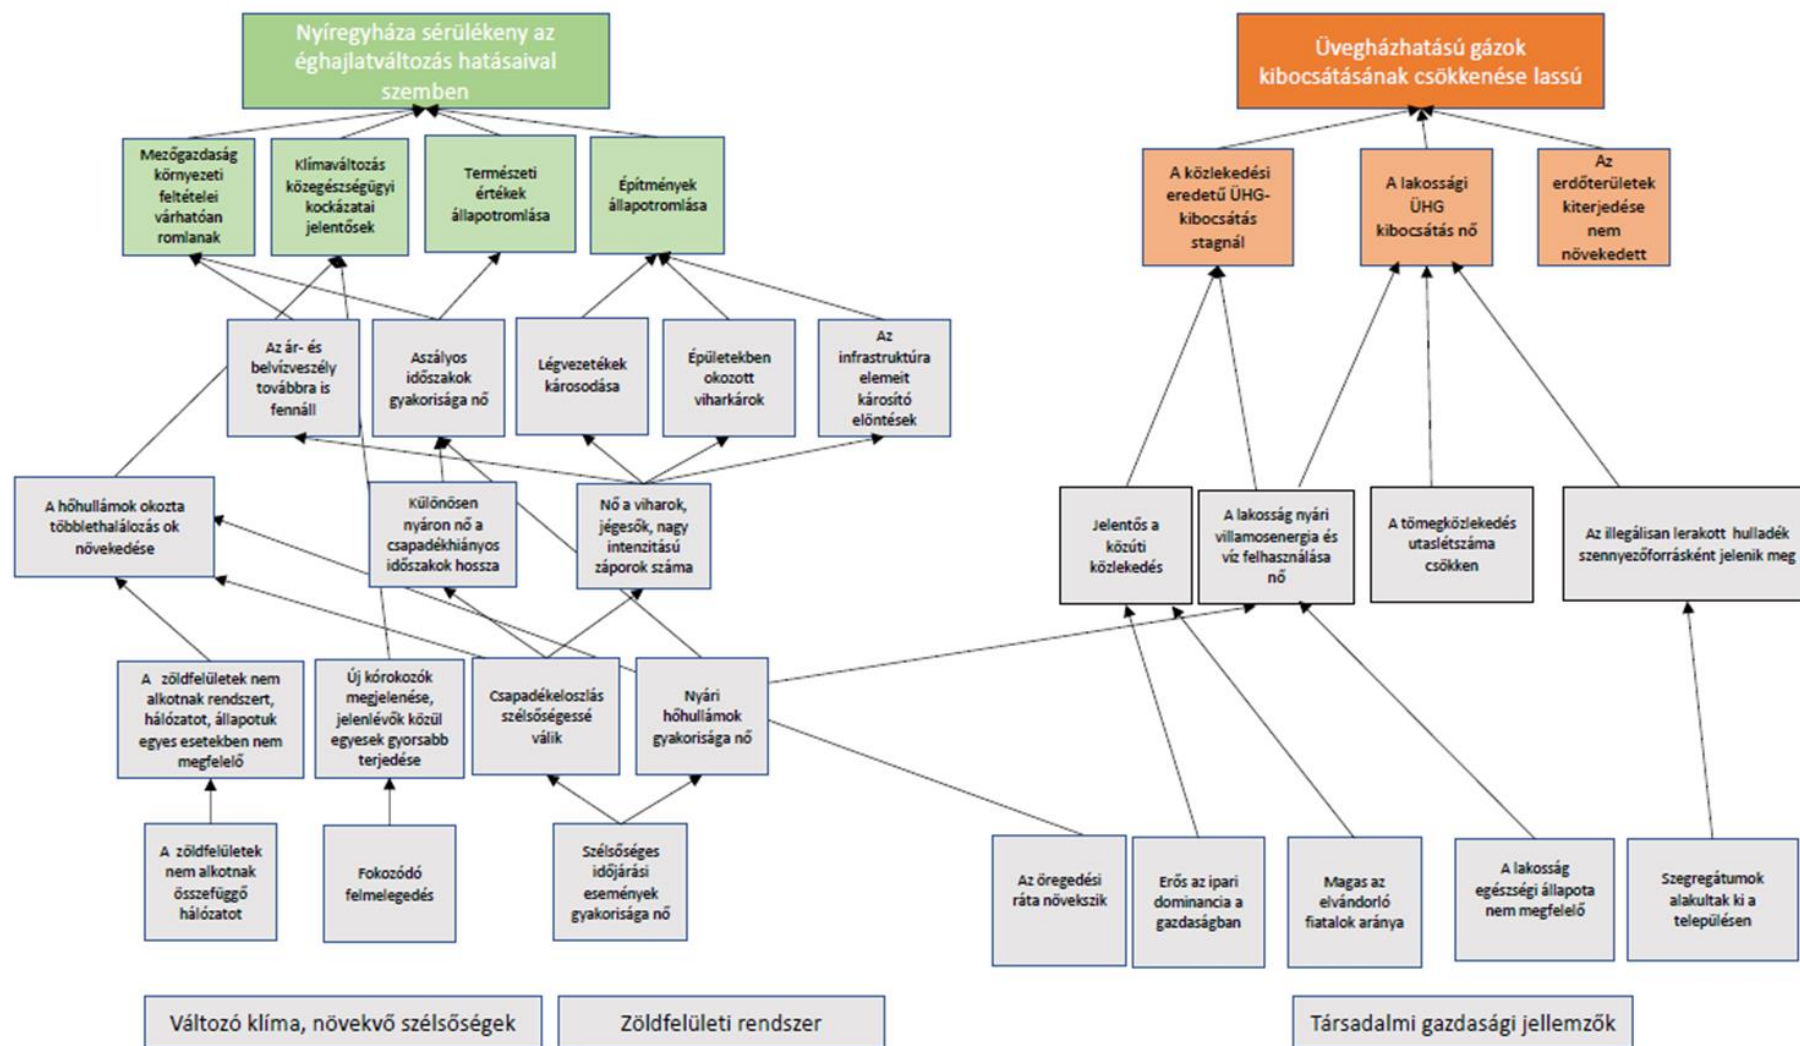 Nyíregyháza sérülékeny az
éghajlatváltozás hatásaival
szemben
Üvegházhatású gázok
kibocsátásának csökkenése lassú
Mezőgazdaság
környezeti
feltételei
várhatóan
romlanak
Klímaváltozás
közegészségügyi
kockázatai
jelentősek
Természeti
értékek
állapotromlása
Építmények
állapotromlása
A közlekedési
eredetű ÜHG-
kibocsátás
stagnál
A lakossági
ÜHG
kibocsátás nő
Az
erdőterületek
kiterjedése
nem
növekedett
Az ár- és
belvízveszély
továbbra is
fennáll
Aszályos
időszakok
gyakorisága nő
Légvezetékek
károsodása
Épületekben
okozott
viharkárok
Az
infrastruktúra
elemeit
károsító
elöntések
A hőhullámok okozta
többlethalálozás ok
növekedése
Különösen
nyáron nő a
csapadékhiányos
időszakok hossza
Nő a viharok,
jégesők, nagy
intenzitású
záporok száma
Jelentős a
közúti
közlekedés
A lakosság nyári
villamosenergia és
víz felhasználása
nő
A tömegközlekedés
utaslétszáma
csökken
Az illegálisan lerakott hulladék
szennyezőforrásként jelenik meg
A zöldfelületek nem
alkotnak rendszert,
hálózatot, állapotuk
egyes esetekben nem
megfelelő
Új kórokozók
megjelenése,
jelenlévők közül
egyesek gyorsabb
terjedése
Csapadékeloszlás
szélsőségessé
válik
Nyári
hőhullámok
gyakorisága nő
A zöldfelületek
nem alkotnak
összefüggő
hálózatot
Fokozódó
felmelegedés
Szélsőséges
időjárási
események
gyakorisága nő
Az öregedési
ráta növekszik
Erős az ipari
dominancia a
gazdaságban
Magas az
elvándorló
fiatalok aránya
A lakosság
egészségi állapota
nem megfelelő
Szegregátumok
alakultak ki a
településen
Változó klíma, növekvő szélsőségek
Zöldfelületi rendszer
Társadalmi gazdasági jellemzők